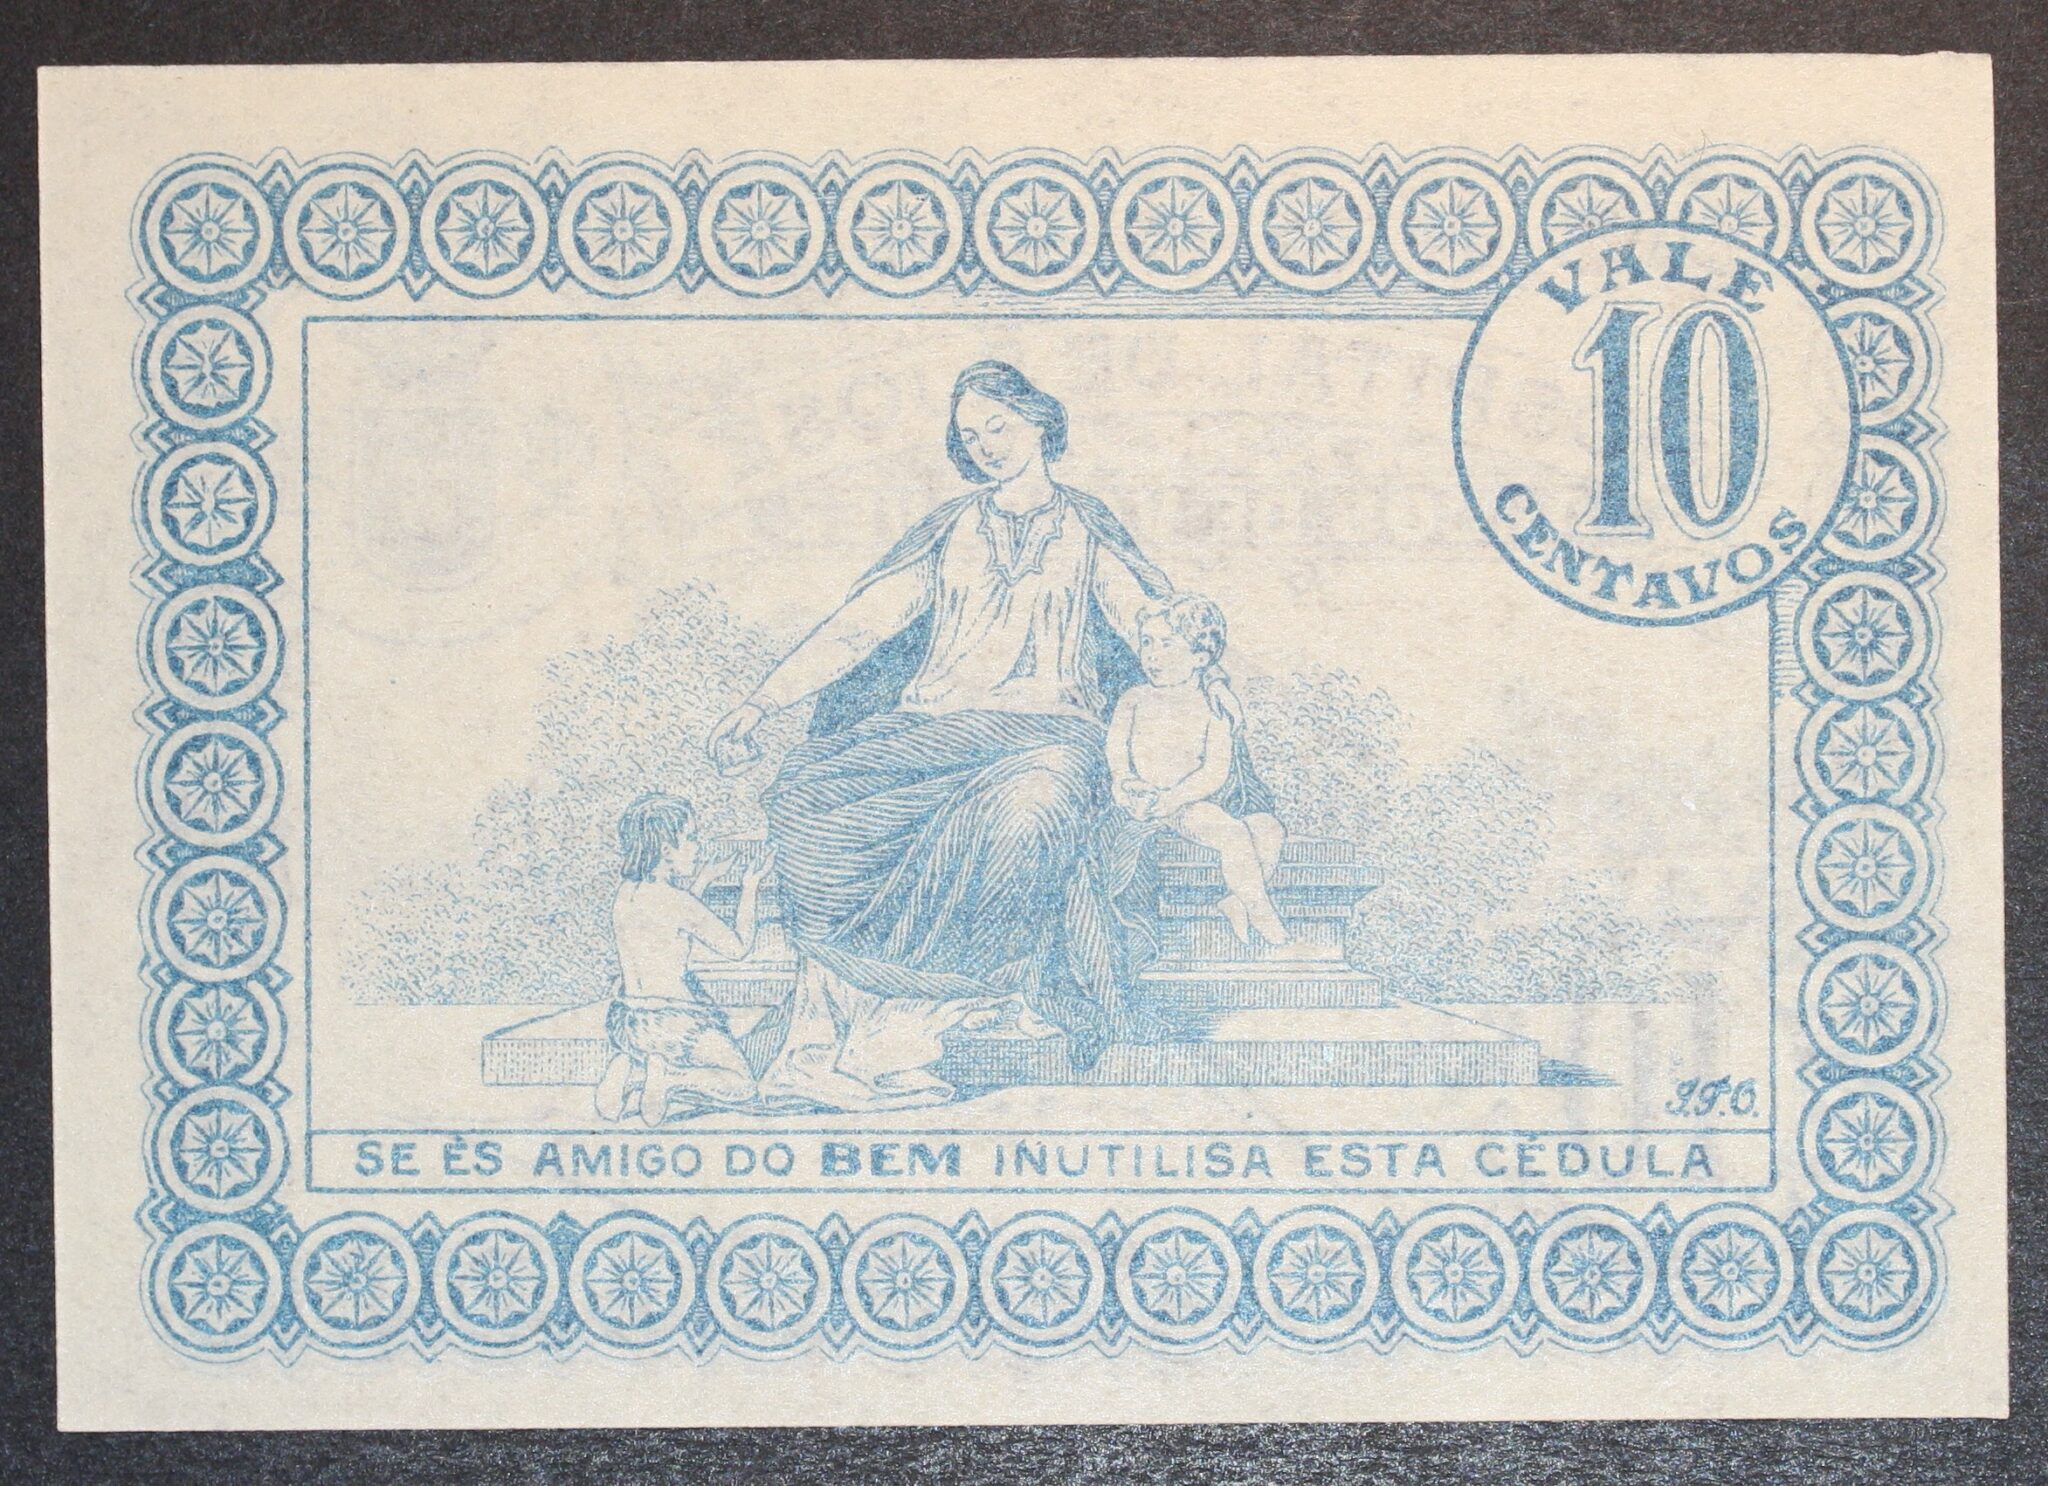 VALE
10
CENTAVOS
J.F.O.
SE ÉS AMIGO DO BEM INUTILISA ESTA CÉDULA